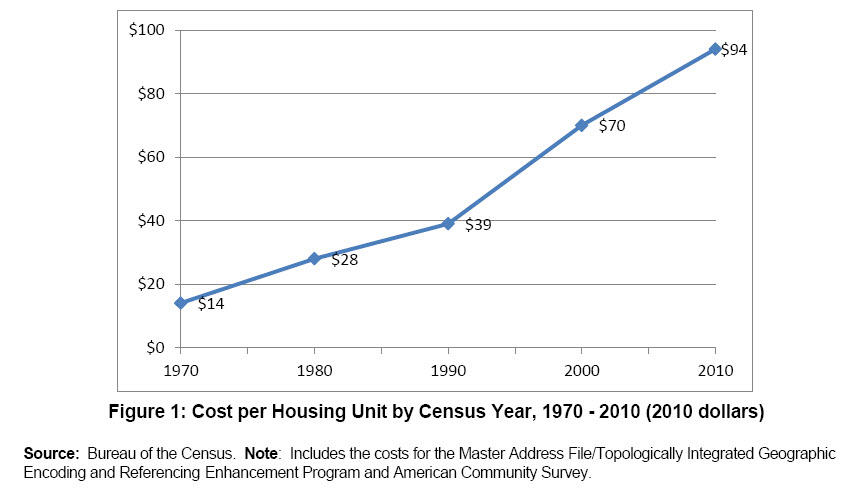 $100
$80
$60
$40
$20
$0
$14
$28
$39
$70
$94
1970 1980 1990 2000 2010
Figure 1: Cost per Housing Unit by Census Year, 1970 - 2010 (2010 dollars)
Source: Bureau of the Census. Note: Includes the costs for the Master Address File/Topologically Integrated Geographic
Encoding and Referencing Enhancement Program and American Community Survey.